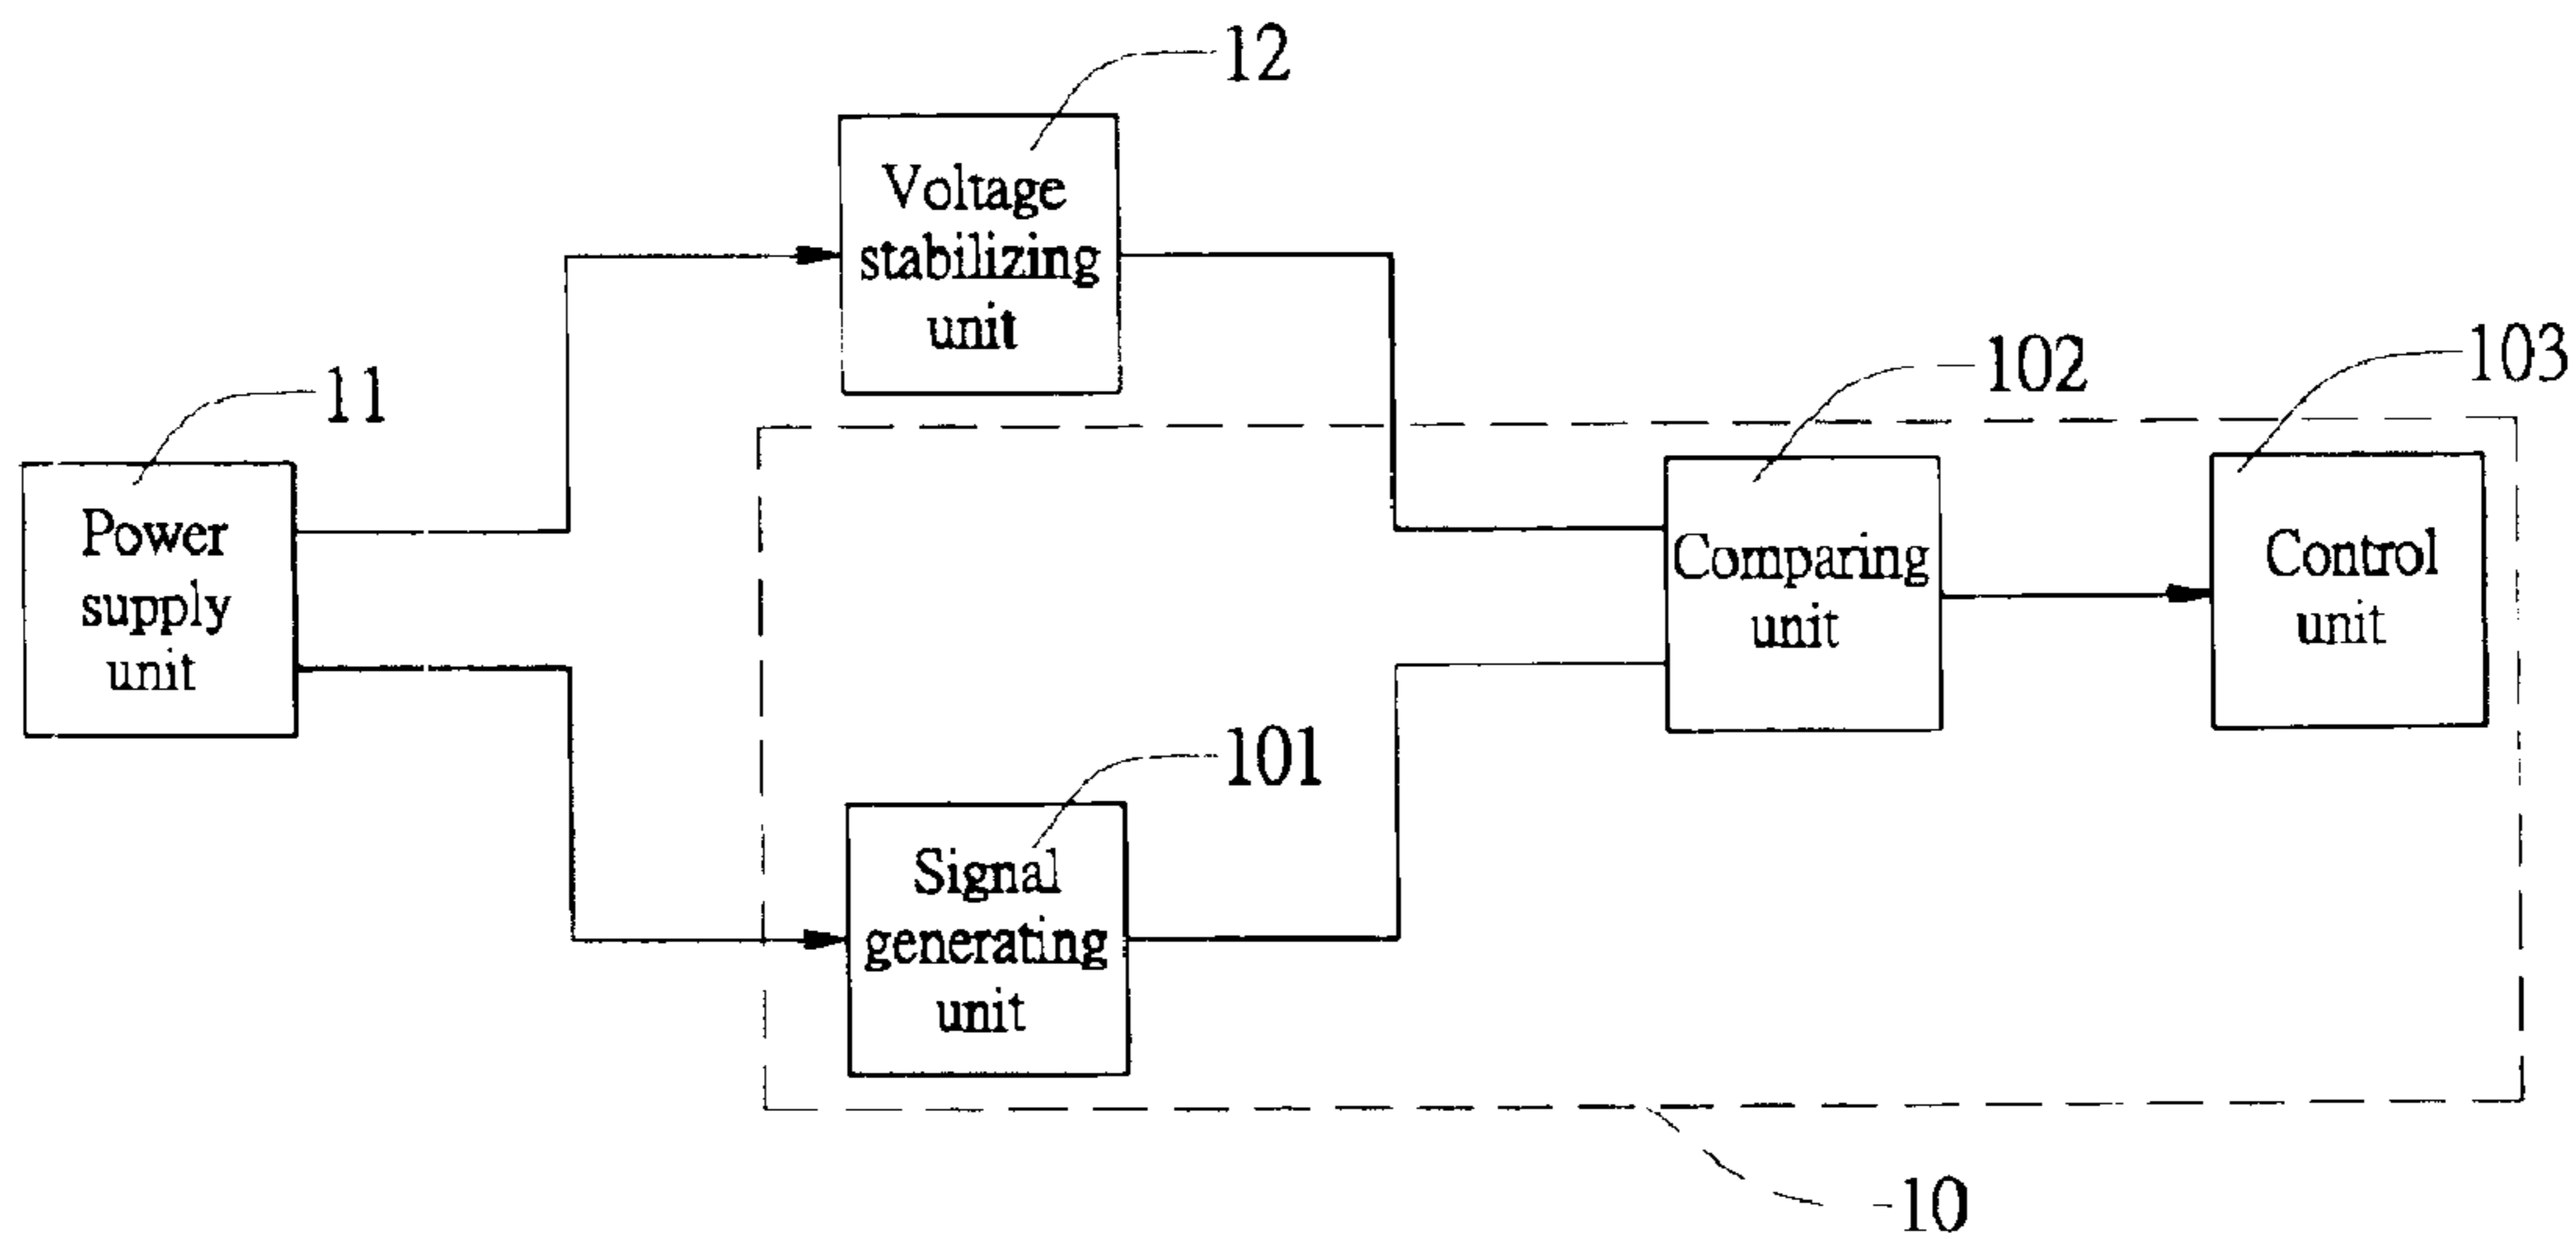 12
Voltage
stabilizing
unit
11
Power
supply
unit
102
Comparing
unit
103
Control
unit
101
Signal
generating
unit
10